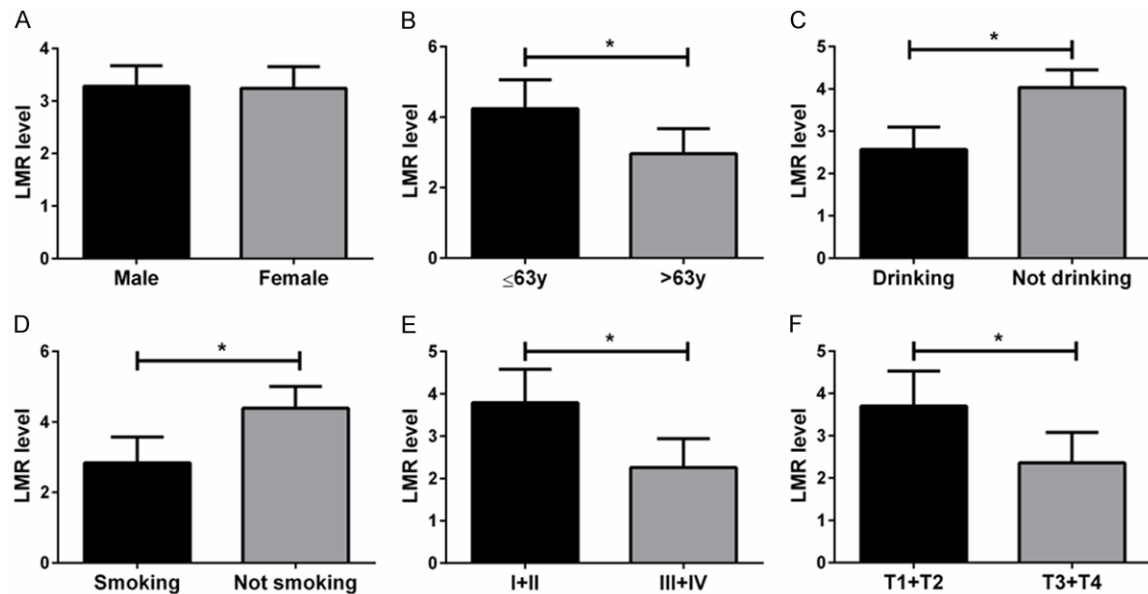 A
LMR level
4
3
2
1
0
Male Female
B
*
LMR level
6
4
2
0
≤63y >63y
C
*
LMR level
5
4
3
2
1
0
Drinking Not drinking
D
*
LMR level
6
4
2
0
Smoking Not smoking
E
*
LMR level
5
4
3
2
1
0
I+II III+IV
F
*
LMR level
5
4
3
2
1
0
T1+T2 T3+T4